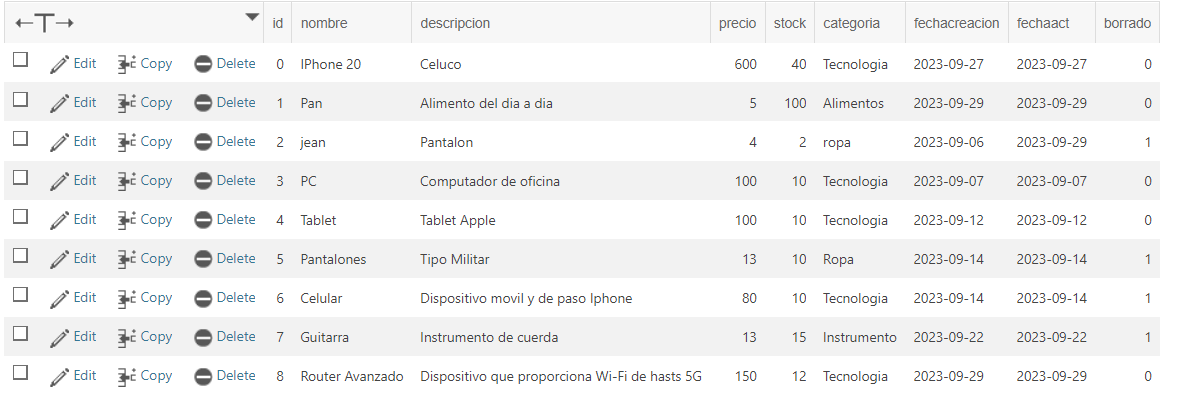 ←T→ id nombre descripcion precio stock categoria fechacreacion fechaact borrado
Edit Copy Delete 0 IPhone 20 Celuco 600 40 Tecnologia 2023-09-27 2023-09-27 0
Edit Copy Delete 1 Pan Alimento del dia a dia 5 100 Alimentos 2023-09-29 2023-09-29 0
Edit Copy Delete 2 jean Pantalon 4 2 ropa 2023-09-06 2023-09-29 1
Edit Copy Delete 3 PC Computador de oficina 100 10 Tecnologia 2023-09-07 2023-09-07 0
Edit Copy Delete 4 Tablet Tablet Apple 100 10 Tecnologia 2023-09-12 2023-09-12 0
Edit Copy Delete 5 Pantalones Tipo Militar 13 10 Ropa 2023-09-14 2023-09-14 1
Edit Copy Delete 6 Celular Dispositivo movil y de paso Iphone 80 10 Tecnologia 2023-09-14 2023-09-14 1
Edit Copy Delete 7 Guitarra Instrumento de cuerda 13 15 Instrumento 2023-09-22 2023-09-22 1
Edit Copy Delete 8 Router Avanzado Dispositivo que proporciona Wi-Fi de hasts 5G 150 12 Tecnologia 2023-09-29 2023-09-29 0